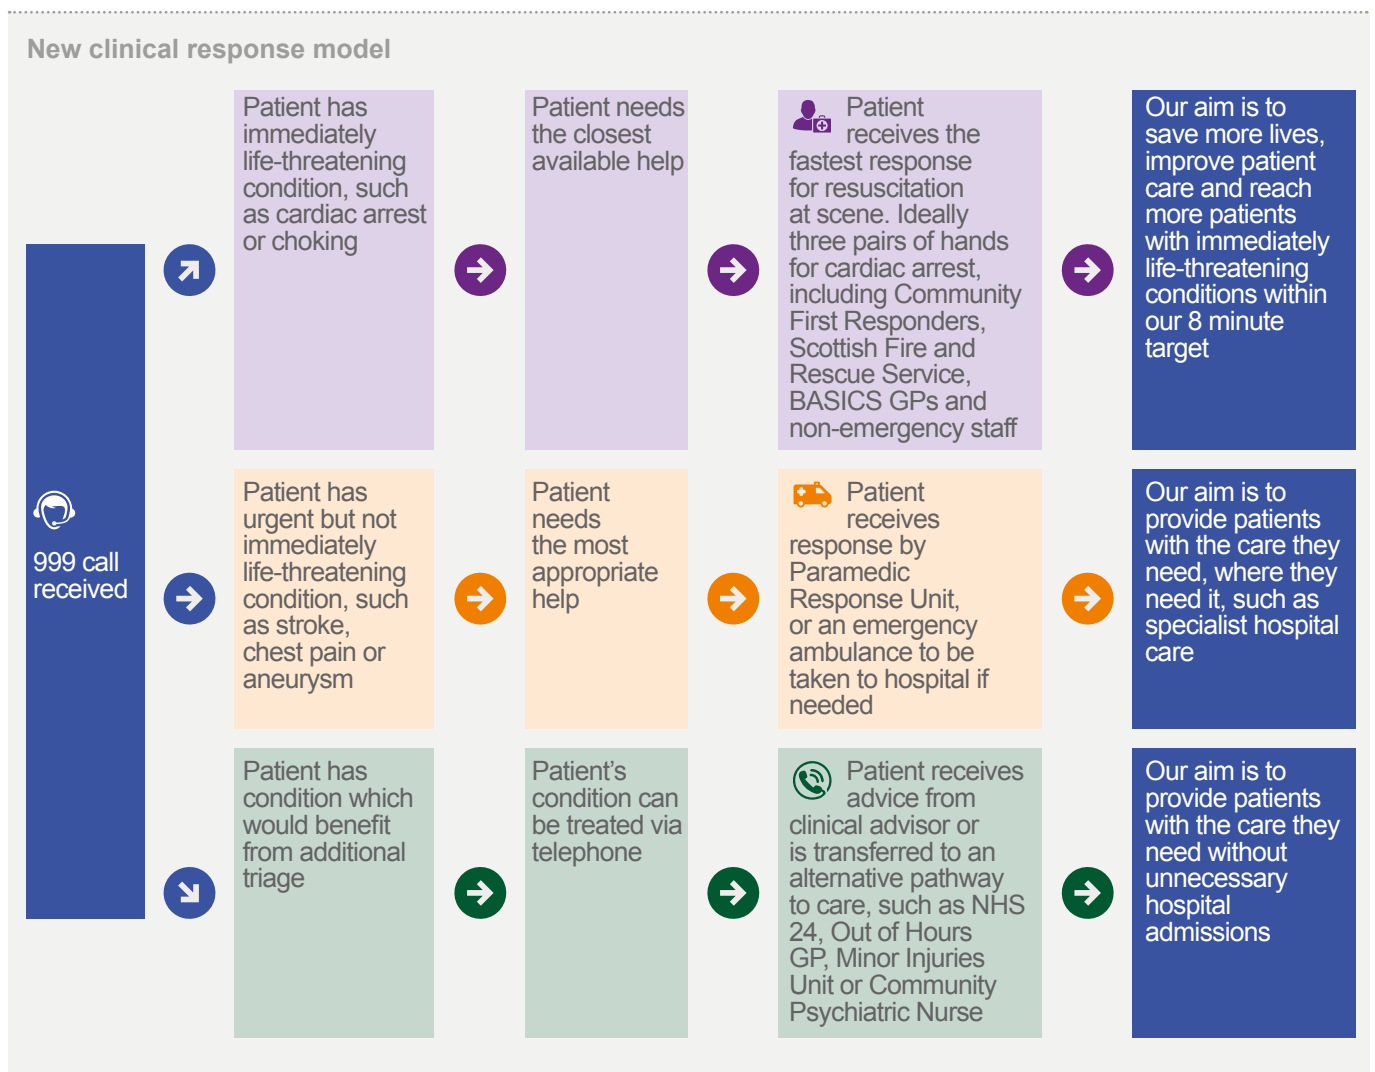 New clinical response model
999 call
received
Patient has
immediately
life-threatening
condition, such
as cardiac arrest
or choking
Patient needs
the closest
available help
Patient
receives the
fastest response
for resuscitation
at scene. Ideally
three pairs of hands
for cardiac arrest,
including Community
First Responders,
Scottish Fire and
Rescue Service,
BASICS GPs and
non-emergency staff
Our aim is to
save more lives,
improve patient
care and reach
more patients
with immediately
life-threatening
conditions within
our 8 minute
target
Patient has
urgent but not
immediately
life-threatening
condition, such
as stroke,
chest pain or
aneurysm
Patient
needs
the most
appropriate
help
Patient
receives
response by
Paramedic
Response Unit,
or an emergency
ambulance to be
taken to hospital if
needed
Our aim is to
provide patients
with the care they
need, where they
need it, such as
specialist hospital
care
Patient has
condition which
would benefit
from additional
triage
Patient’s
condition can
be treated via
telephone
Patient receives
advice from
clinical advisor or
is transferred to an
alternative pathway
to care, such as NHS
24, Out of Hours
GP, Minor Injuries
Unit or Community
Psychiatric Nurse
Our aim is to
provide patients
with the care they
need without
unnecessary
hospital
admissions